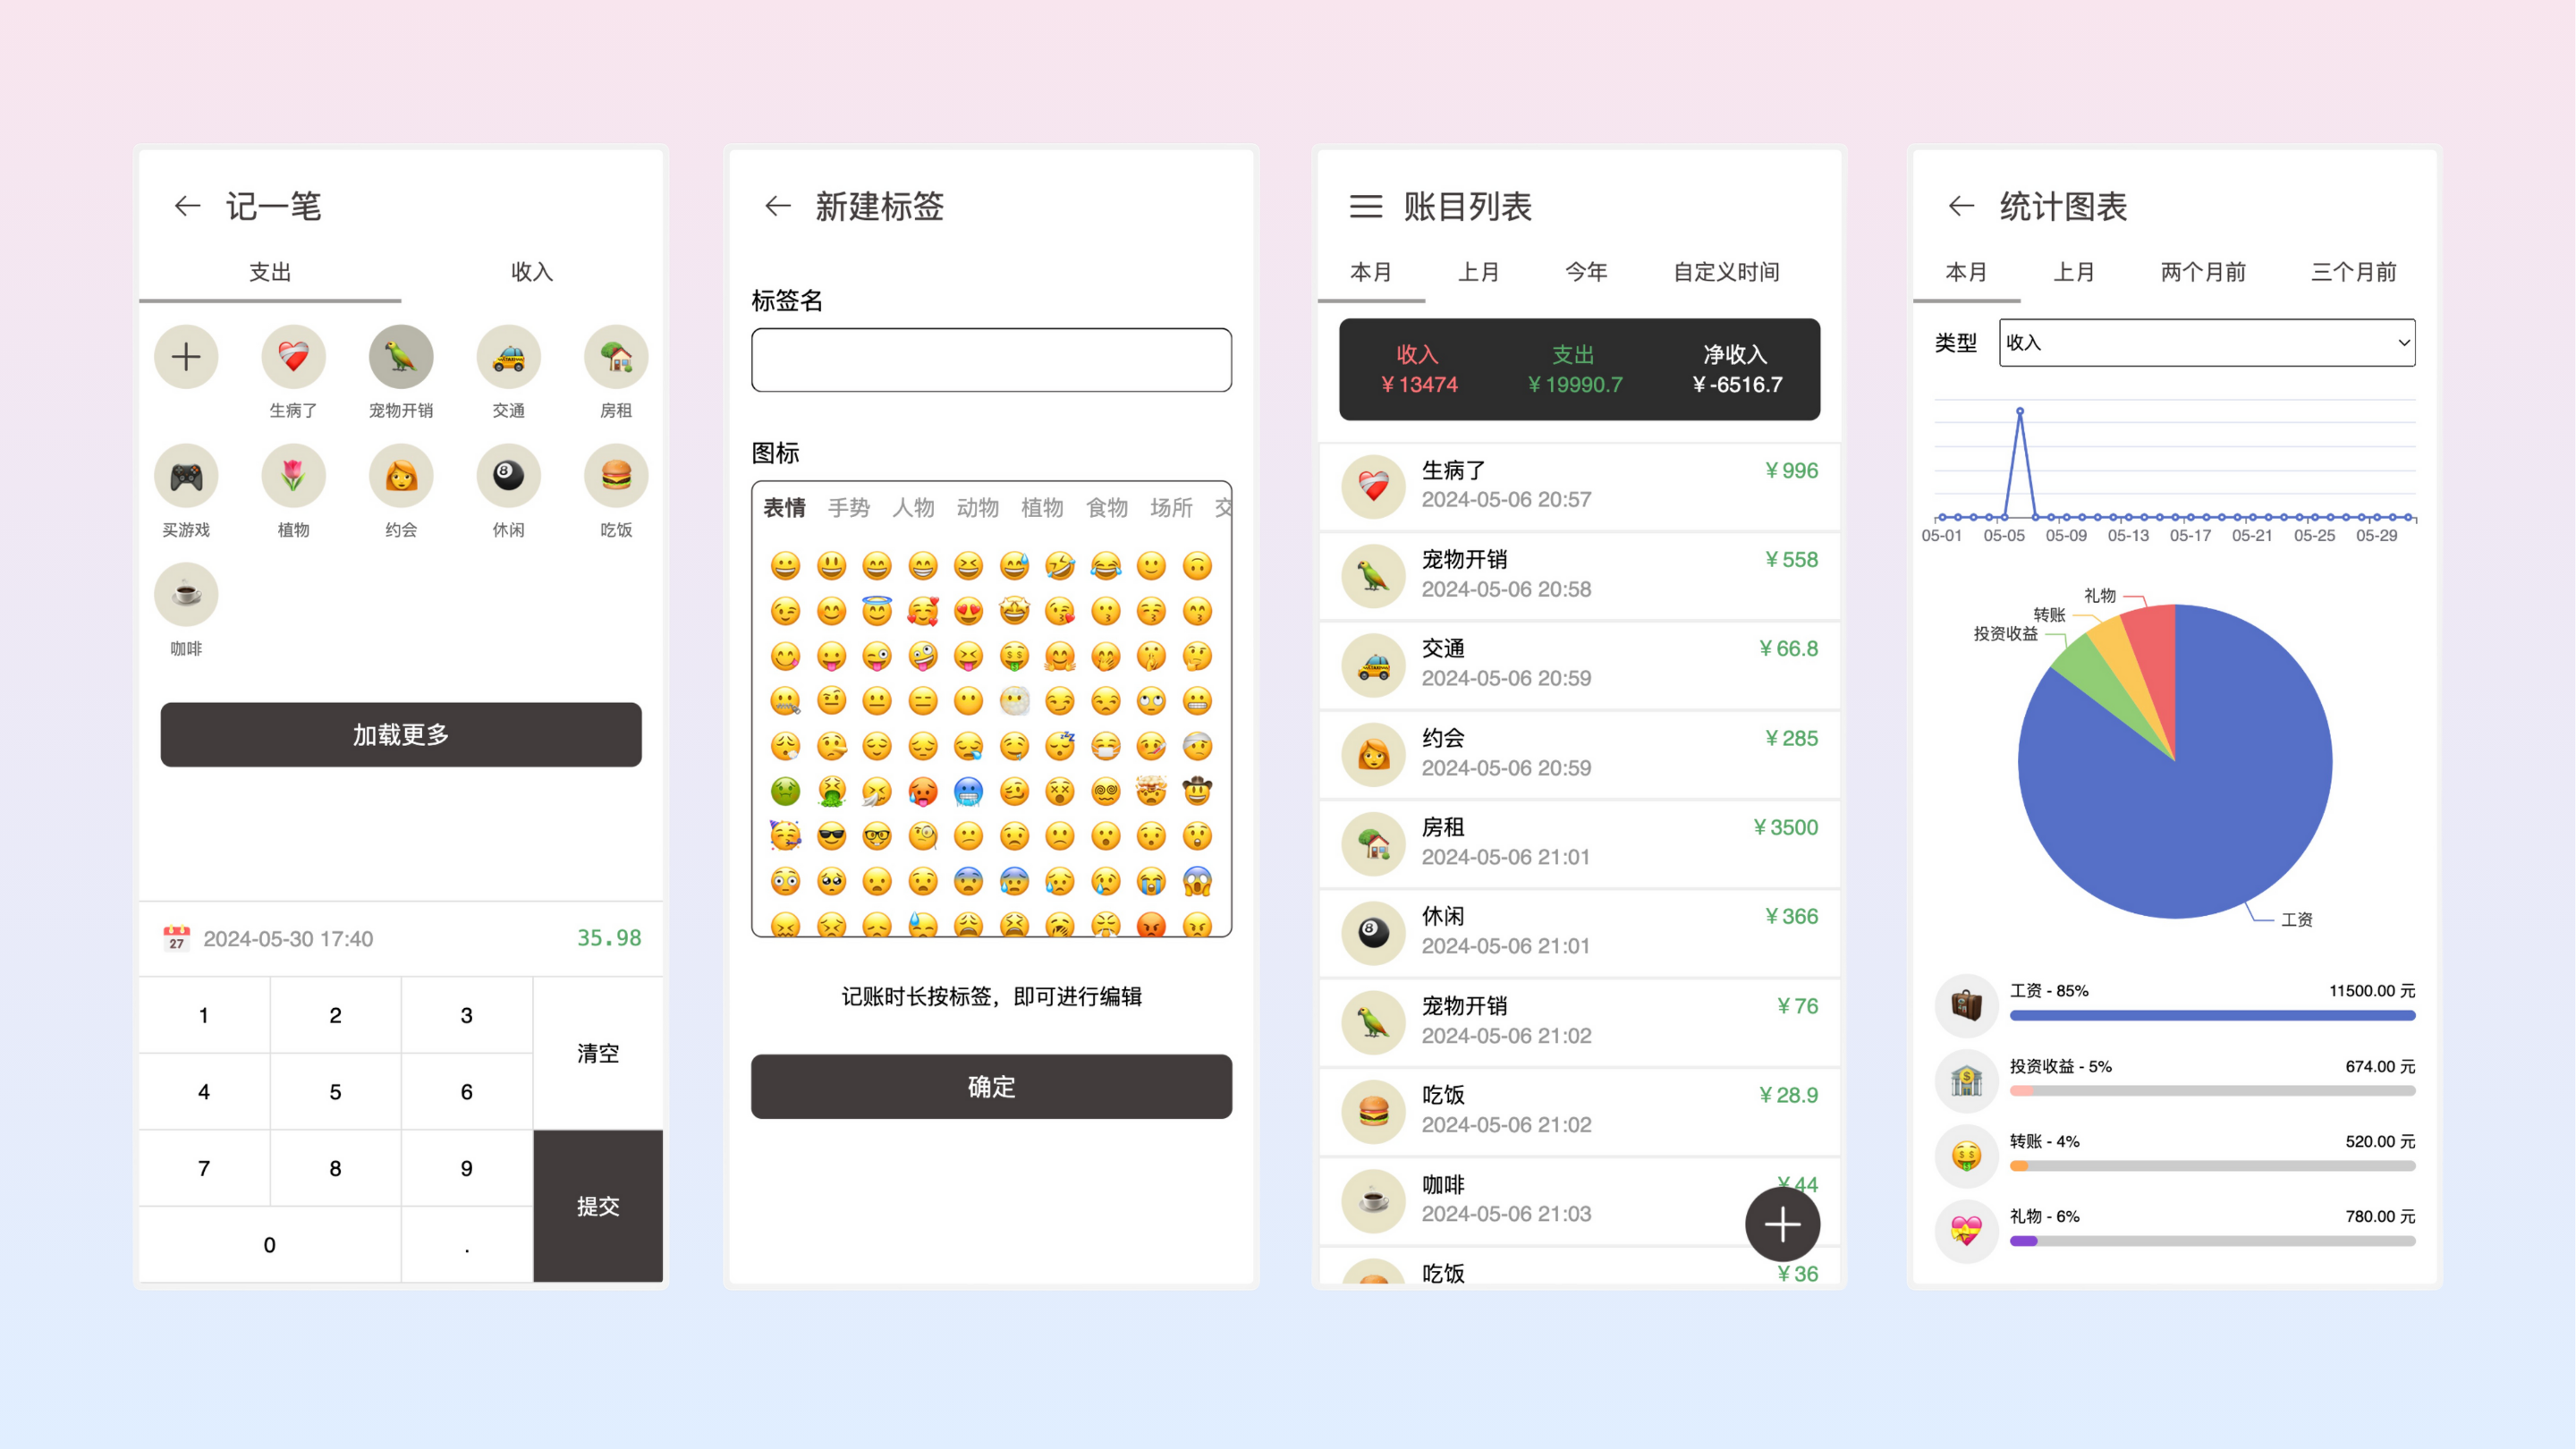 记一笔
支出 收入
生病了 宠物开销 交通 房租
买游戏 植物 约会 休闲 吃饭
咖啡
加载更多
27 2024-05-30 17:40 35.98
1 2 3
清空
4 5 6
7 8 9
提交
0 .
新建标签
标签名
图标
表情 手势 人物 动物 植物 食物 场所 交
记账时长按标签，即可进行编辑
确定
账目列表
本月 上月 今年 自定义时间
收入 支出 净收入
¥13474 ¥19990.7 ¥-6516.7
生病了 ¥996
2024-05-06 20:57
宠物开销 ¥558
2024-05-06 20:58
交通 ¥66.8
2024-05-06 20:59
约会 ¥285
2024-05-06 20:59
房租 ¥3500
2024-05-06 21:01
休闲 ¥366
2024-05-06 21:01
宠物开销 ¥76
2024-05-06 21:02
吃饭 ¥28.9
2024-05-06 21:02
咖啡 ¥44
2024-05-06 21:03
吃饭 ¥36
统计图表
本月 上月 两个月前 三个月前
类型 收入
05-01 05-05 05-09 05-13 05-17 05-21 05-25 05-29
礼物
转账
投资收益
工资
工资 - 85% 11500.00 元
投资收益 - 5% 674.00 元
转账 - 4% 520.00 元
礼物 - 6% 780.00 元